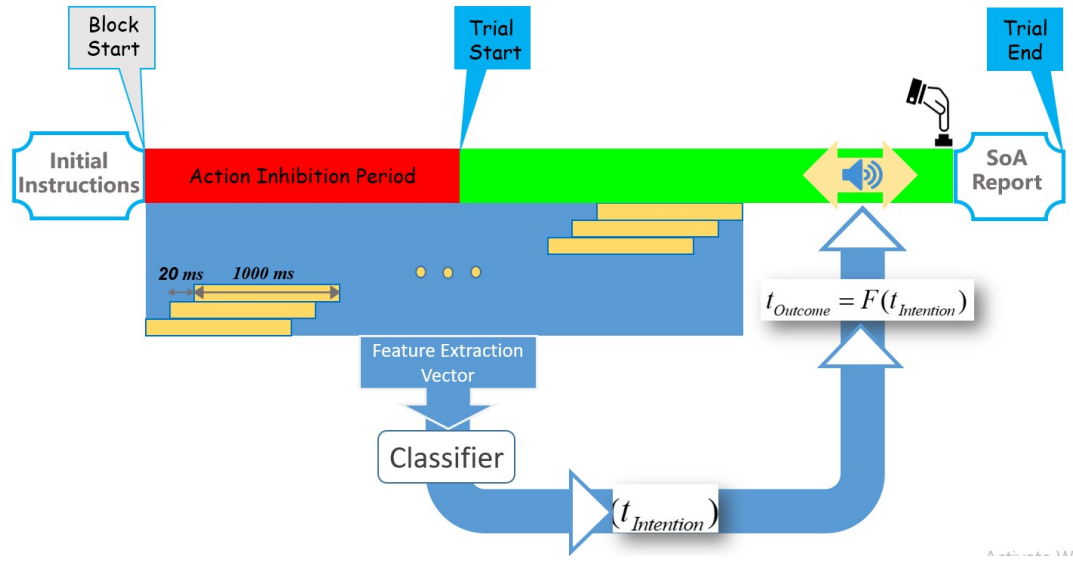 Block
Start
Trial
Start
Trial
End
Initial
Instructions
Action Inhibition Period
SoA
Report
20 ms
1000 ms
t_Outcome = F(t_Intention)
Feature Extraction
Vector
Classifier
(t_Intention)